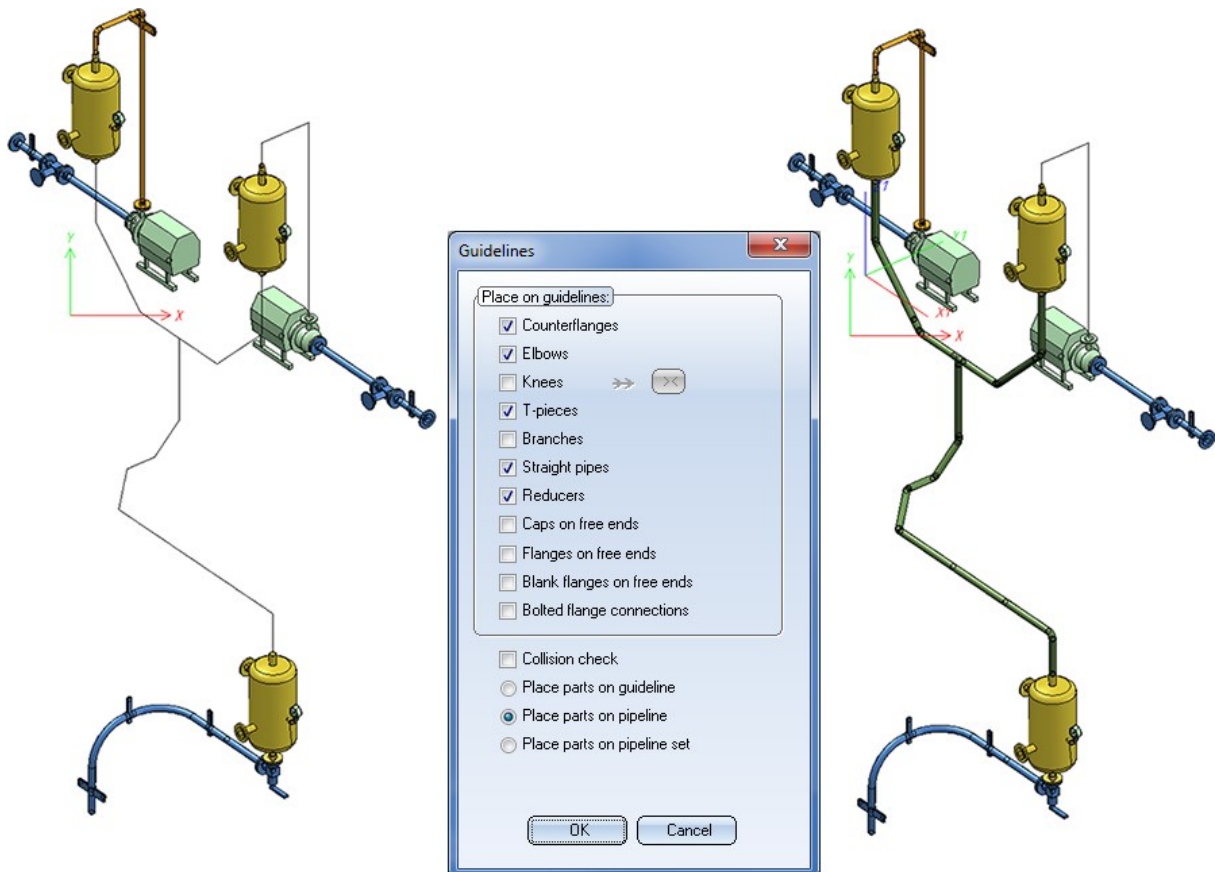 Y
X
Guidelines
Place on guidelines:
Counterflanges
Elbows
Knees
T-pieces
Branches
Straight pipes
Reducers
Caps on free ends
Flanges on free ends
Blank flanges on free ends
Bolted flange connections
Collision check
Place parts on guideline
Place parts on pipeline
Place parts on pipeline set
OK
Cancel
Y1
X1
Y
X